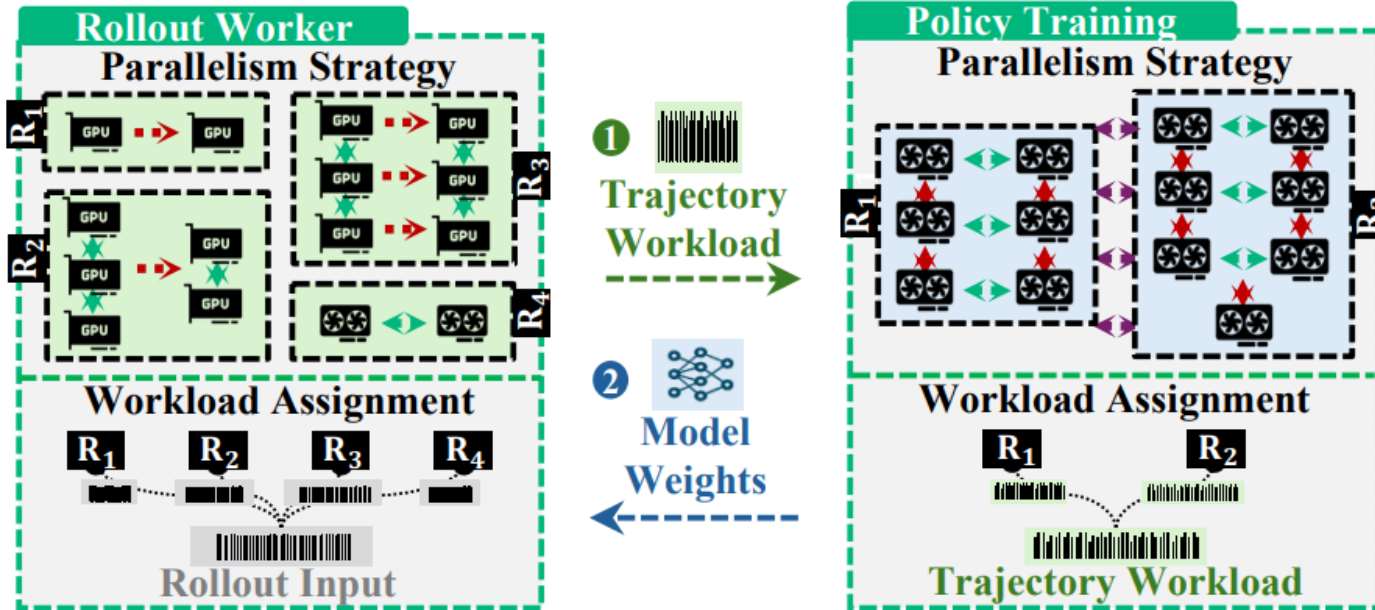 Rollout Worker
Parallelism Strategy
R₁
GPU
GPU
R₂
GPU
GPU
GPU
GPU
GPU
R₃
GPU
GPU
GPU
GPU
GPU
GPU
R₄
Workload Assignment
R₁
R₂
R₃
R₄
Rollout Input
1
Trajectory
Workload
2
Model
Weights
Policy Training
Parallelism Strategy
R₁
Workload Assignment
R₁
R₂
Trajectory Workload